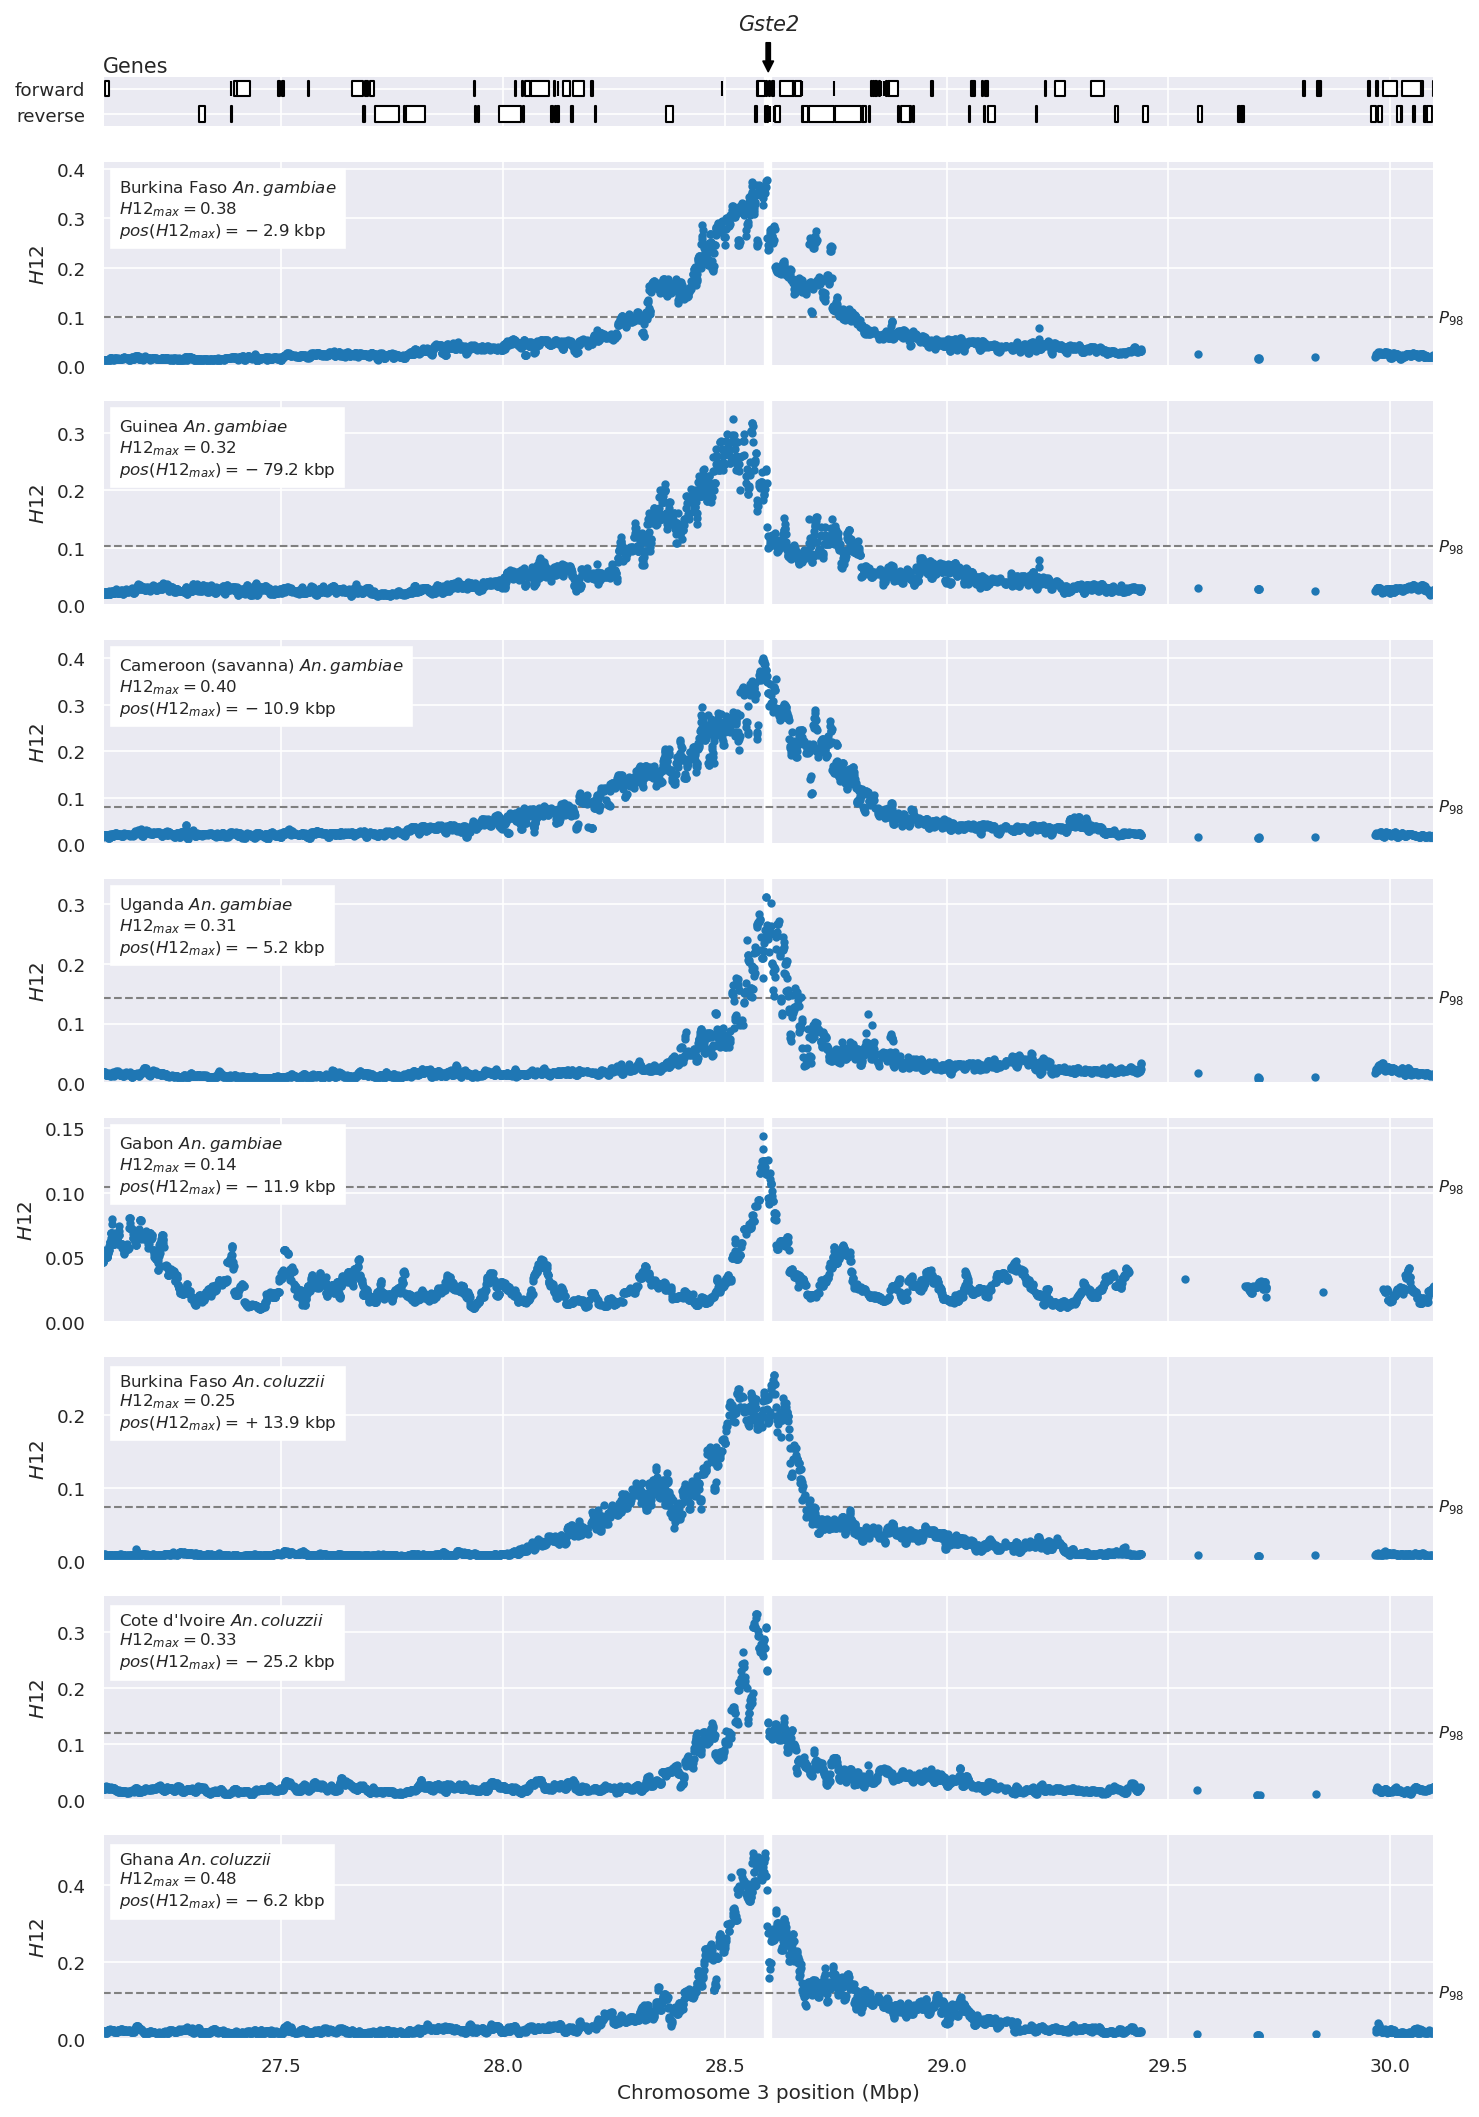 Gste2
Genes
forward
reverse
0.4
0.3
0.2
0.1
0.0
H12
Burkina Faso An. gambiae
H12max = 0.38
pos(H12max) = − 2.9 kbp
P98
0.3
0.2
0.1
0.0
H12
Guinea An. gambiae
H12max = 0.32
pos(H12max) = − 79.2 kbp
P98
0.4
0.3
0.2
0.1
0.0
H12
Cameroon (savanna) An. gambiae
H12max = 0.40
pos(H12max) = − 10.9 kbp
P98
0.3
0.2
0.1
0.0
H12
Uganda An. gambiae
H12max = 0.31
pos(H12max) = − 5.2 kbp
P98
0.15
0.10
0.05
0.00
H12
Gabon An. gambiae
H12max = 0.14
pos(H12max) = − 11.9 kbp
P98
0.2
0.1
0.0
H12
Burkina Faso An. coluzzii
H12max = 0.25
pos(H12max) = + 13.9 kbp
P98
0.3
0.2
0.1
0.0
H12
Cote d'Ivoire An. coluzzii
H12max = 0.33
pos(H12max) = − 25.2 kbp
P98
0.4
0.2
0.0
H12
Ghana An. coluzzii
H12max = 0.48
pos(H12max) = − 6.2 kbp
P98
27.5 28.0 28.5 29.0 29.5 30.0
Chromosome 3 position (Mbp)